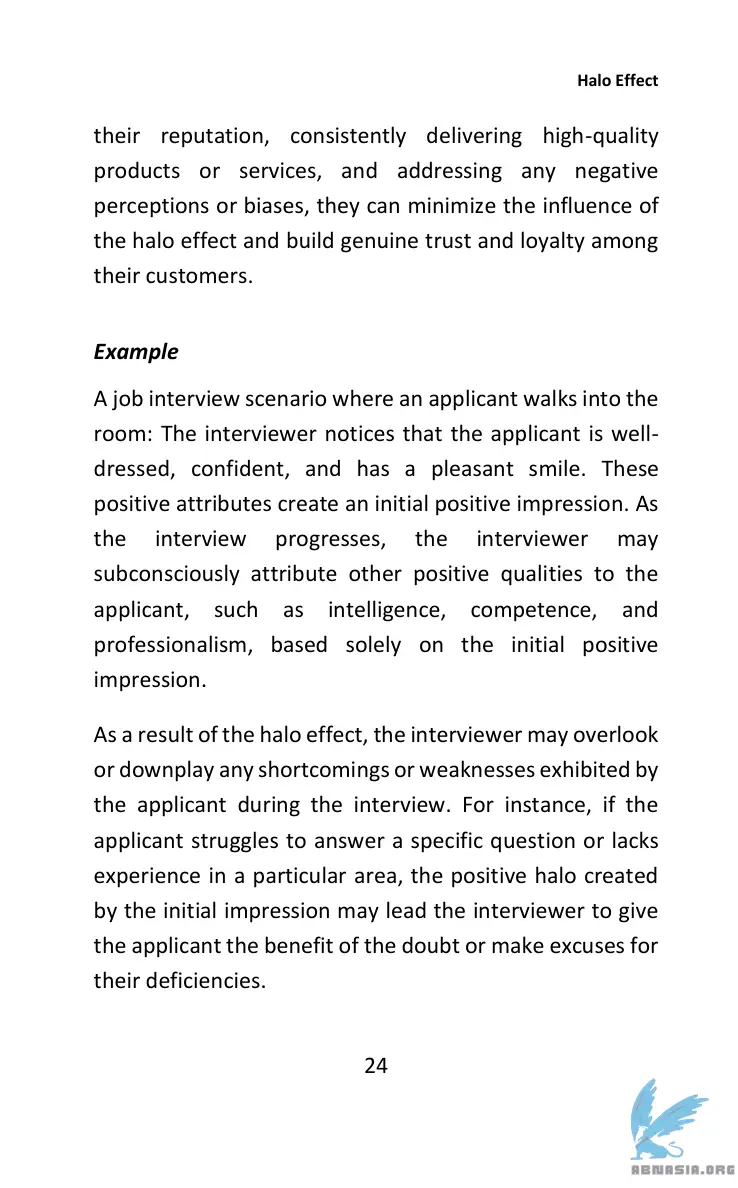 Halo Effect
their reputation, consistently delivering high-quality
products or services, and addressing any negative
perceptions or biases, they can minimize the influence of
the halo effect and build genuine trust and loyalty among
their customers.
Example
A job interview scenario where an applicant walks into the
room: The interviewer notices that the applicant is well-
dressed, confident, and has a pleasant smile. These
positive attributes create an initial positive impression. As
the interview progresses, the interviewer may
subconsciously attribute other positive qualities to the
applicant, such as intelligence, competence, and
professionalism, based solely on the initial positive
impression.
As a result of the halo effect, the interviewer may overlook
or downplay any shortcomings or weaknesses exhibited by
the applicant during the interview. For instance, if the
applicant struggles to answer a specific question or lacks
experience in a particular area, the positive halo created
by the initial impression may lead the interviewer to give
the applicant the benefit of the doubt or make excuses for
their deficiencies.
24
ABNASIA.ORG